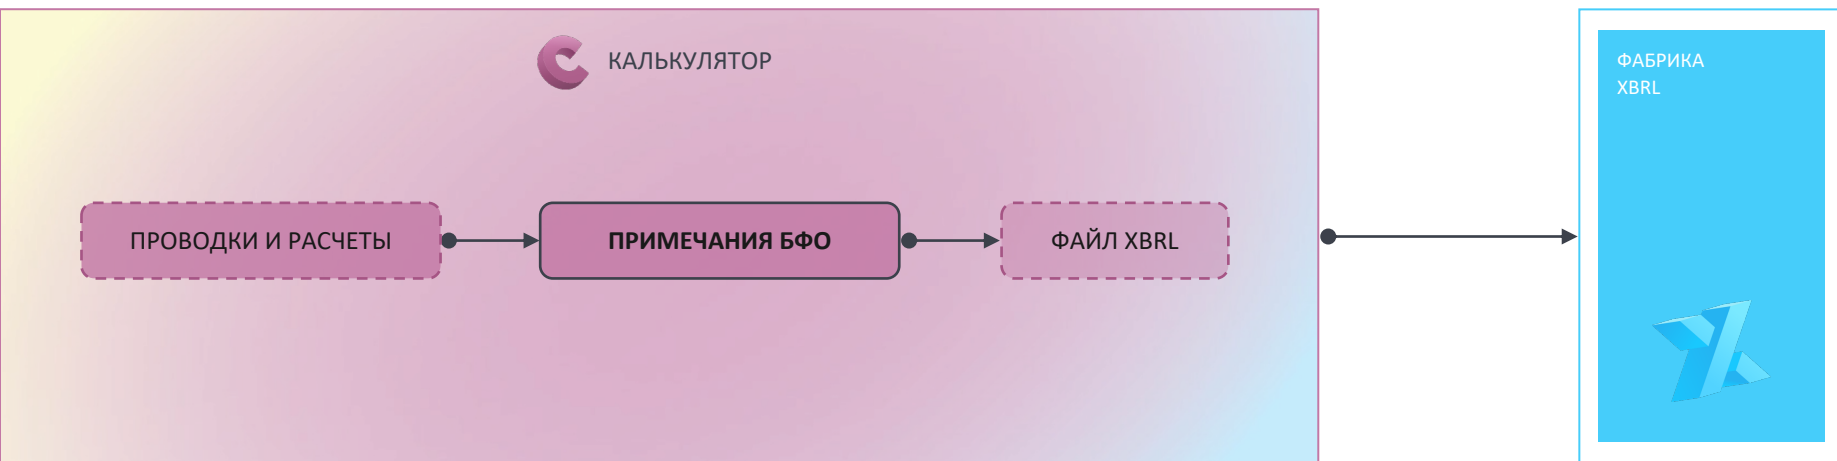 КАЛЬКУЛЯТОР
ПРОВОДКИ И РАСЧЕТЫ
ПРИМЕЧАНИЯ БФО
ФАЙЛ XBRL
ФАБРИКА
XBRL